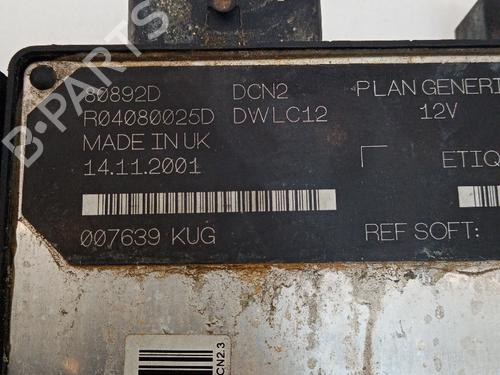 80892D DCN2 PLAN GENERI
R04080025D DWLC12 12V
MADE IN UK
14.11.2001 ETIQ
007639 KUG REF SOFT:
CN2.3